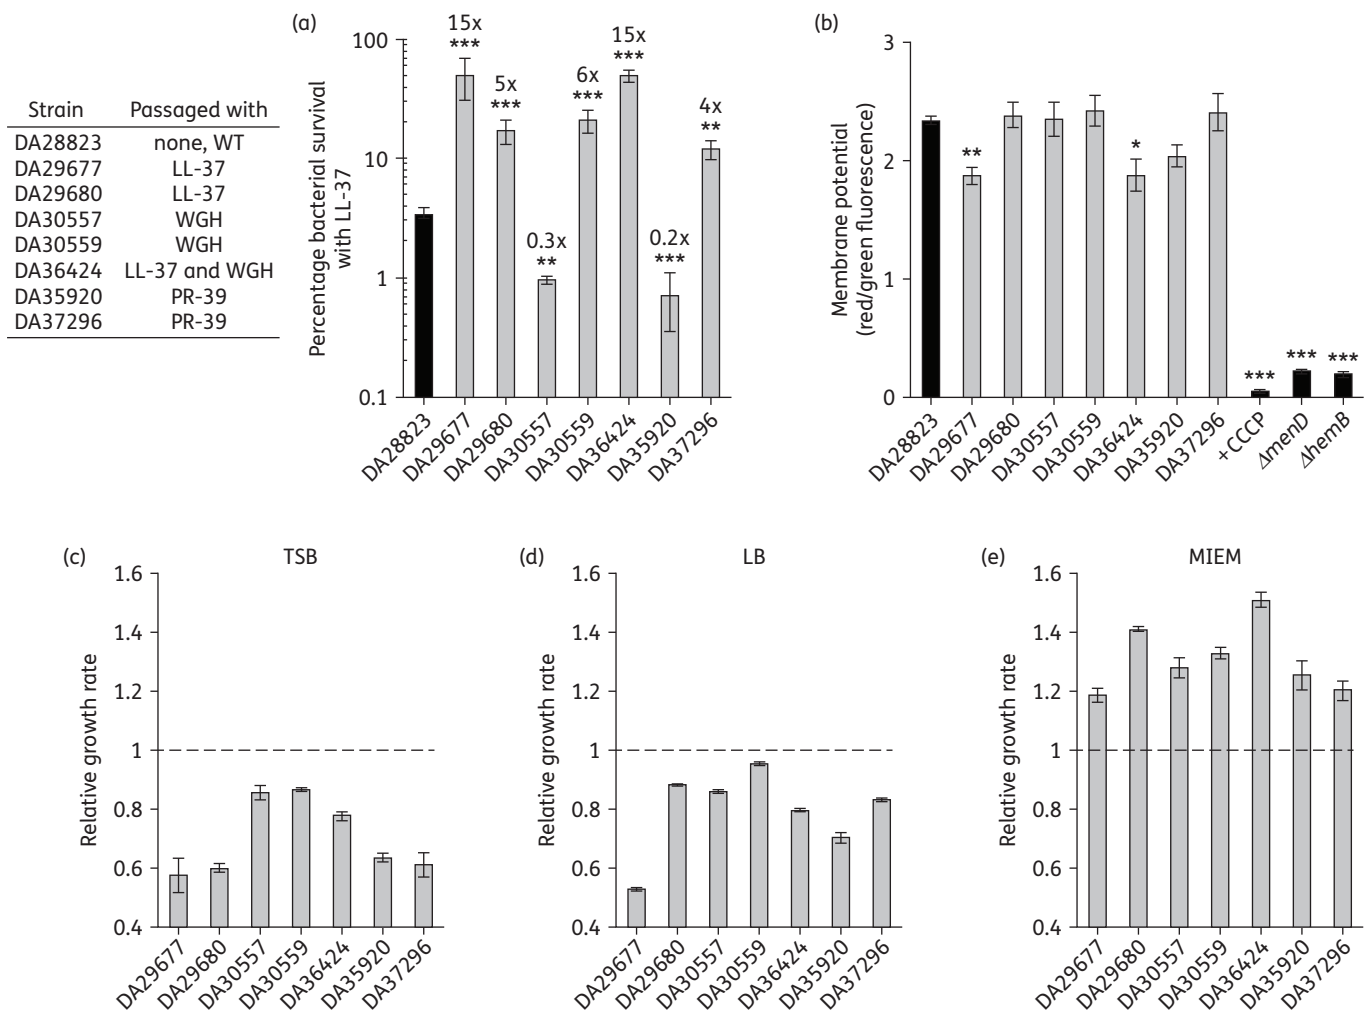 Strain Passaged with
DA28823 none, WT
DA29677 LL-37
DA29680 LL-37
DA30557 WGH
DA30559 WGH
DA36424 LL-37 and WGH
DA35920 PR-39
DA37296 PR-39
(a)
Percentage bacterial survival
with LL-37
100
10
1
0.1
15x
***
5x
***
0.3x
**
6x
***
15x
***
0.2x
***
4x
**
DA28823
DA29677
DA29680
DA30557
DA30559
DA36424
DA35920
DA37296
(b)
Membrane potential
(red/green fluorescence)
3
2
1
0
**
*
***
***
***
DA28823
DA29677
DA29680
DA30557
DA30559
DA36424
DA35920
DA37296
+CCCP
ΔmenD
ΔhemB
(c) TSB
Relative growth rate
1.6
1.4
1.2
1
0.8
0.6
0.4
DA29677
DA29680
DA30557
DA30559
DA36424
DA35920
DA37296
(d) LB
Relative growth rate
1.6
1.4
1.2
1
0.8
0.6
0.4
DA29677
DA29680
DA30557
DA30559
DA36424
DA35920
DA37296
(e) MIEM
Relative growth rate
1.6
1.4
1.2
1
0.8
0.6
0.4
DA29677
DA29680
DA30557
DA30559
DA36424
DA35920
DA37296